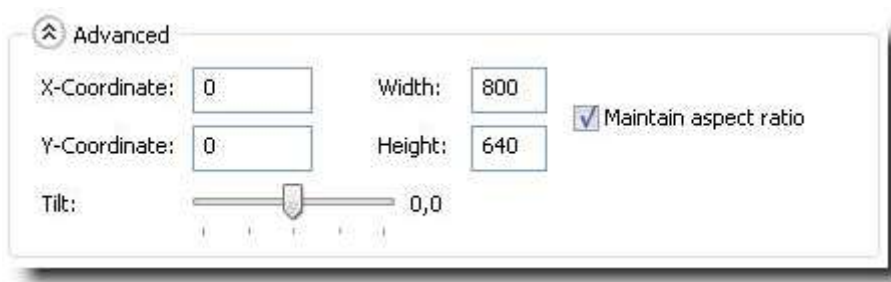 Advanced
X-Coordinate: 0 Width: 800
Maintain aspect ratio
Y-Coordinate: 0 Height: 640
Tilt: 0,0